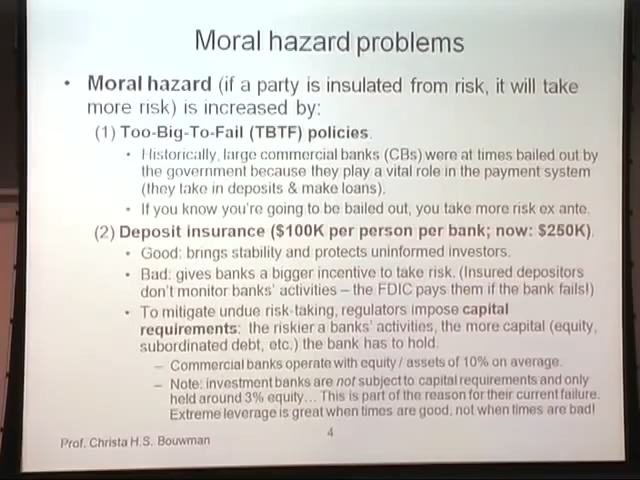 Moral hazard problems
• Moral hazard (if a party is insulated from risk, it will take
more risk) is increased by:
(1) Too-Big-To-Fail (TBTF) policies.
• Historically, large commercial banks (CBs) were at times bailed out by
the government because they play a vital role in the payment system
(they take in deposits & make loans).
• If you know you're going to be bailed out, you take more risk ex ante.
(2) Deposit insurance ($100K per person per bank; now: $250K).
• Good: brings stability and protects uninformed investors.
• Bad: gives banks a bigger incentive to take risk. (Insured depositors
don't monitor banks' activities – the FDIC pays them if the bank fails!)
• To mitigate undue risk-taking, regulators impose capital
requirements: the riskier a banks' activities, the more capital (equity,
subordinated debt, etc.) the bank has to hold.
– Commercial banks operate with equity / assets of 10% on average.
– Note: investment banks are not subject to capital requirements and only
held around 3% equity... This is part of the reason for their current failure.
Extreme leverage is great when times are good, not when times are bad!
4
Prof. Christa H.S. Bouwman